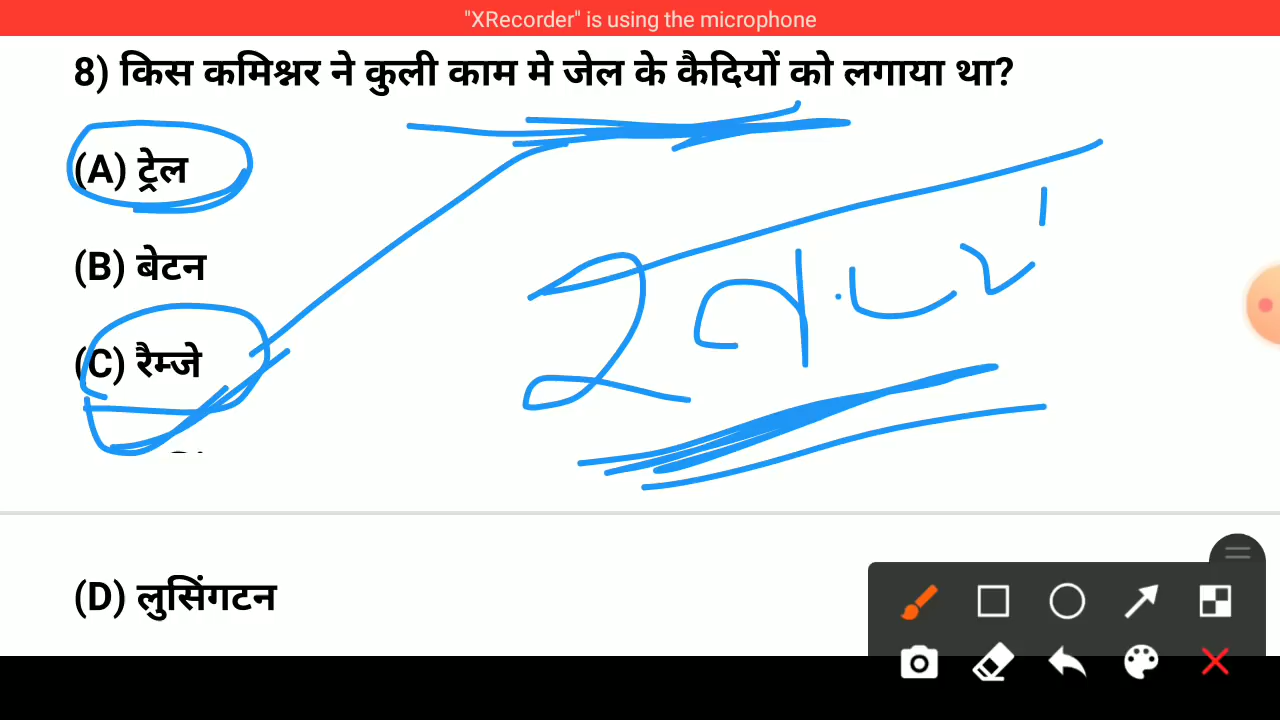 "XRecorder" is using the microphone
8) किस कमिश्नर ने कुली काम मे जेल के कैदियों को लगाया था?
(A) ट्रेल
(B) बेटन
(C) रैम्जे
(D) लुसिंगटन